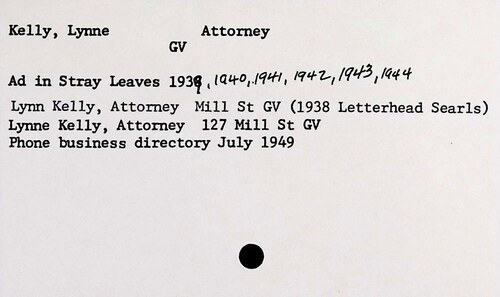 Kelly, Lynne Attorney
GV
Ad in Stray Leaves 1939, 1940, 1941, 1942, 1943, 1944
Lynn Kelly, Attorney Mill St GV (1938 Letterhead Searls)
Lynne Kelly, Attorney 127 Mill St GV
Phone business directory July 1949